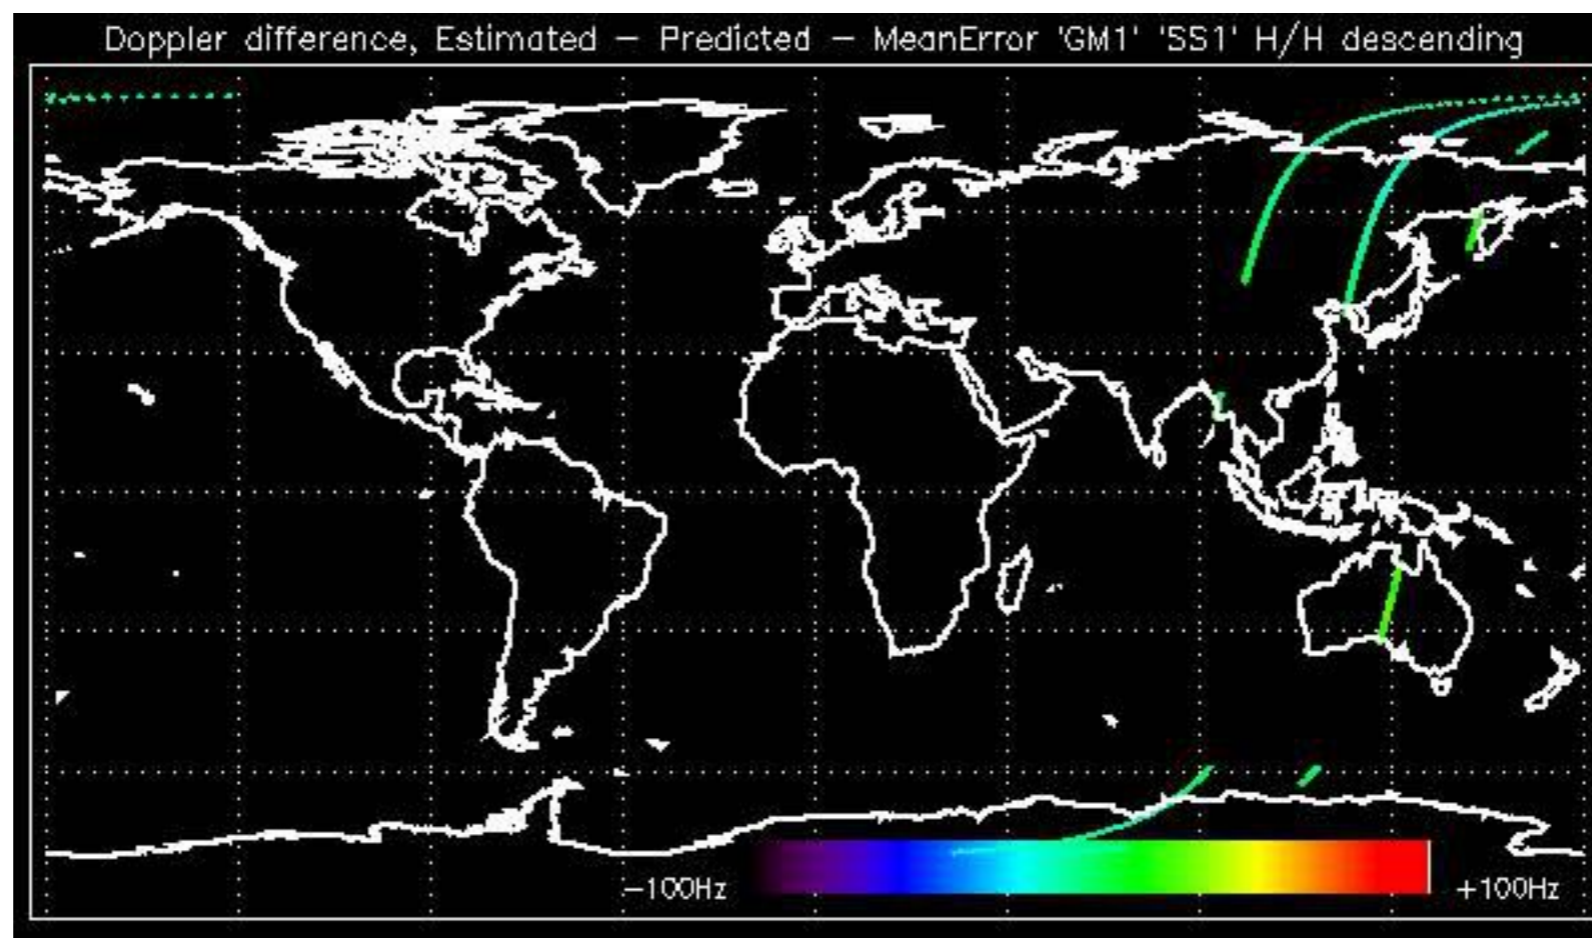 Doppler difference, Estimated - Predicted - MeanError 'GM1' 'SS1' H/H descending
-100Hz
+100Hz